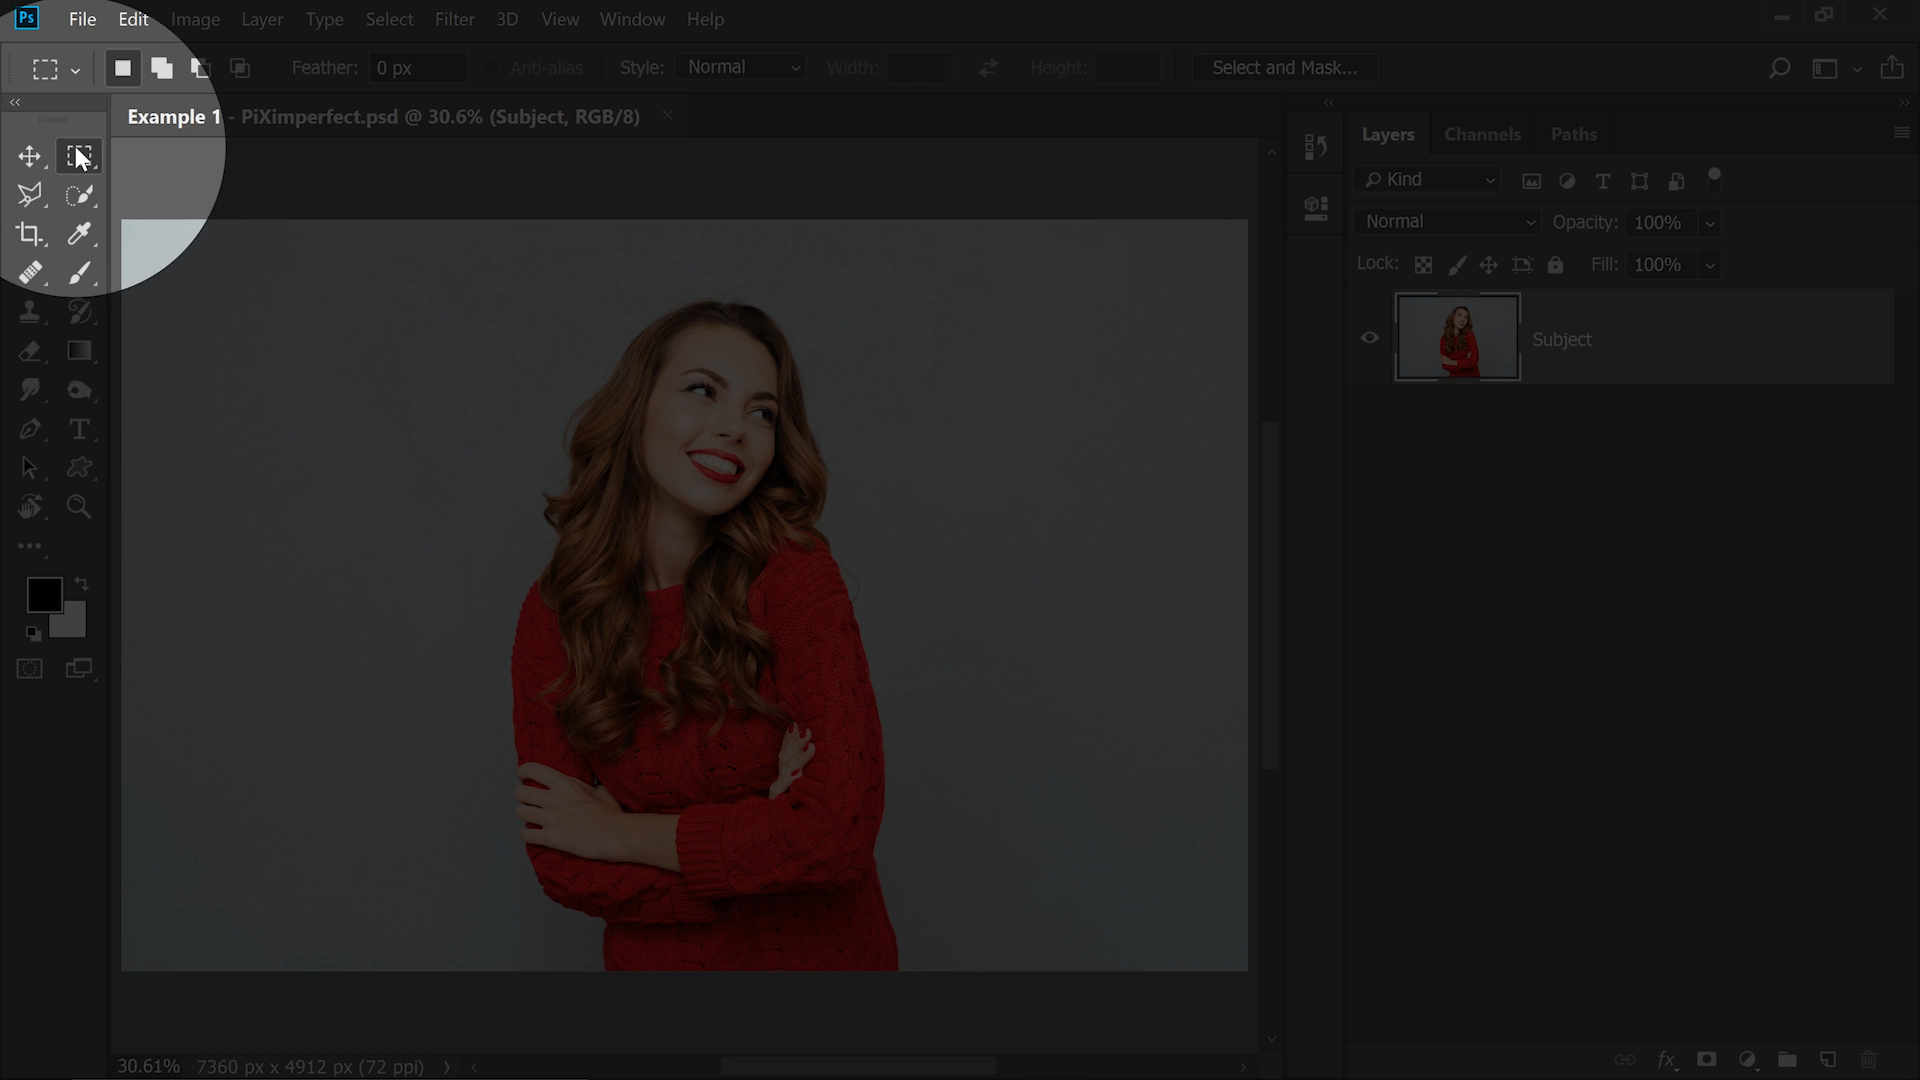 Ps File Edit Image Layer Type Select Filter 3D View Window Help
Feather: 0 px Anti-alias Style: Normal Width: Height: Select and Mask...
Example 1 - PiXimperfect.psd @ 30.6% (Subject, RGB/8)
Layers Channels Paths
Kind
Normal Opacity: 100%
Lock: Fill: 100%
Subject
30.61% 7360 px x 4912 px (72 ppi)
fx